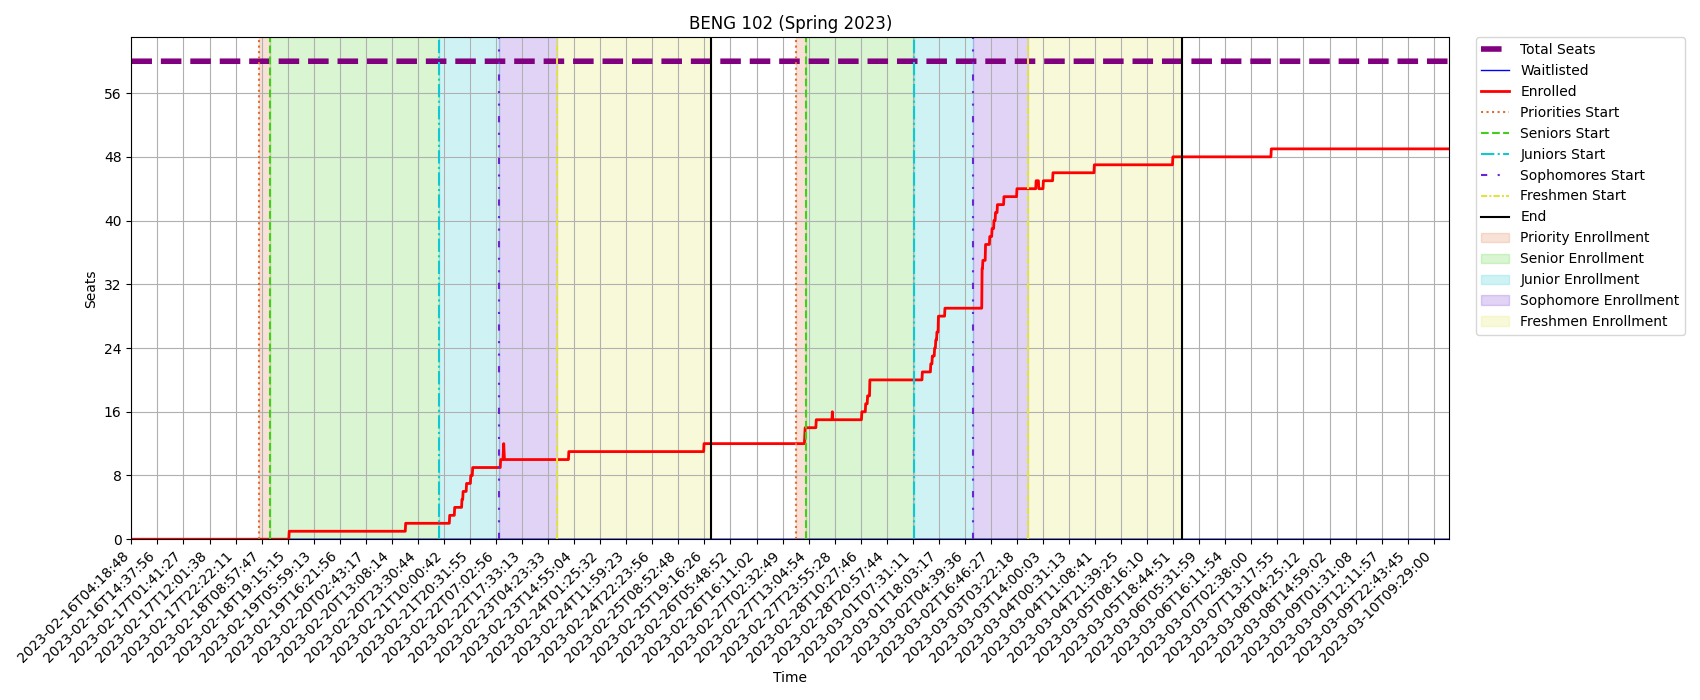 BENG 102 (Spring 2023)
Seats
56
48
40
32
24
16
8
0
2023-02-16T04:18:48
2023-02-16T14:37:56
2023-02-17T01:41:27
2023-02-17T12:01:38
2023-02-17T22:22:11
2023-02-18T08:57:47
2023-02-18T19:15:15
2023-02-19T05:59:13
2023-02-19T16:21:56
2023-02-20T02:43:17
2023-02-20T13:08:14
2023-02-20T23:30:44
2023-02-21T10:00:42
2023-02-21T20:31:55
2023-02-22T07:02:56
2023-02-22T17:33:13
2023-02-23T04:23:33
2023-02-23T14:55:04
2023-02-24T01:25:32
2023-02-24T11:59:23
2023-02-24T22:23:56
2023-02-25T08:52:48
2023-02-25T19:16:26
2023-02-26T05:48:52
2023-02-26T16:11:02
2023-02-27T02:32:49
2023-02-27T13:04:54
2023-02-27T23:55:28
2023-02-28T10:27:46
2023-02-28T20:57:44
2023-03-01T07:31:11
2023-03-01T18:03:17
2023-03-02T04:39:36
2023-03-02T16:46:27
2023-03-03T03:22:18
2023-03-03T14:00:03
2023-03-04T00:31:13
2023-03-04T11:08:41
2023-03-04T21:39:25
2023-03-05T08:16:10
2023-03-05T18:44:51
2023-03-06T05:31:59
2023-03-06T16:11:54
2023-03-07T02:38:00
2023-03-07T13:17:55
2023-03-08T04:25:12
2023-03-08T14:59:02
2023-03-09T01:31:08
2023-03-09T12:11:57
2023-03-09T22:43:45
2023-03-10T09:29:00
Time
Total Seats
Waitlisted
Enrolled
Priorities Start
Seniors Start
Juniors Start
Sophomores Start
Freshmen Start
End
Priority Enrollment
Senior Enrollment
Junior Enrollment
Sophomore Enrollment
Freshmen Enrollment